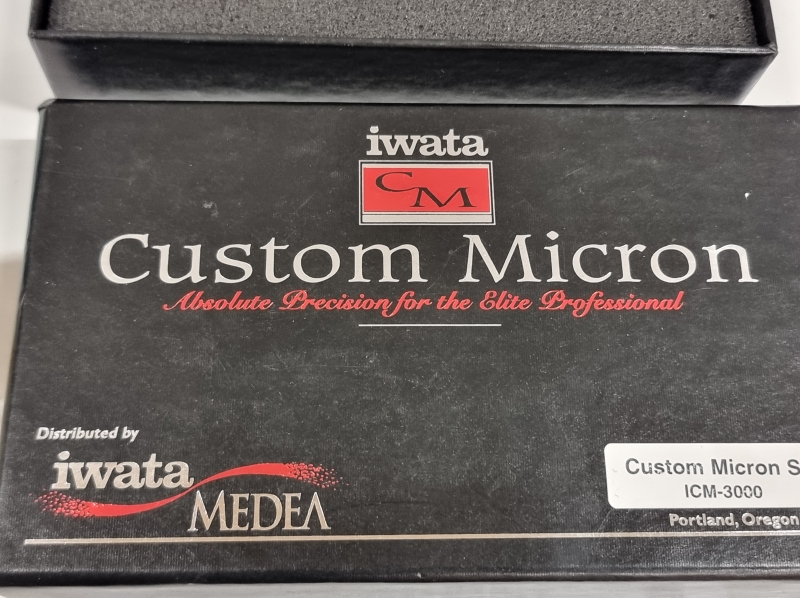 iwata
CM
Custom Micron
Absolute Precision for the Elite Professional
Distributed by
iwata
MEDEA
Custom Micron S
ICM-3000
Portland, Oregon